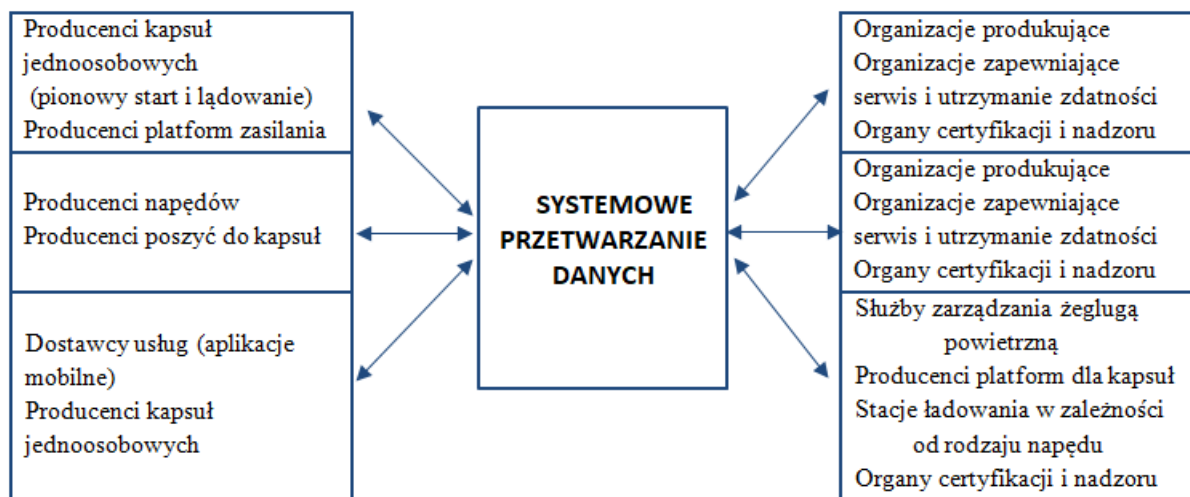 Producenci kapsuł
jednoosobowych
(pionowy start i lądowanie)
Producenci platform zasilania
Producenci napędów
Producenci poszyć do kapsuł
Dostawcy usług (aplikacje
mobilne)
Producenci kapsuł
jednoosobowych
SYSTEMOWE
PRZETWARZANIE
DANYCH
Organizacje produkujące
Organizacje zapewniające
serwis i utrzymanie zdatności
Organy certyfikacji i nadzoru
Organizacje produkujące
Organizacje zapewniające
serwis i utrzymanie zdatności
Organy certyfikacji i nadzoru
Służby zarządzania żeglugą
powietrzną
Producenci platform dla kapsuł
Stacje ładowania w zależności
od rodzaju napędu
Organy certyfikacji i nadzoru